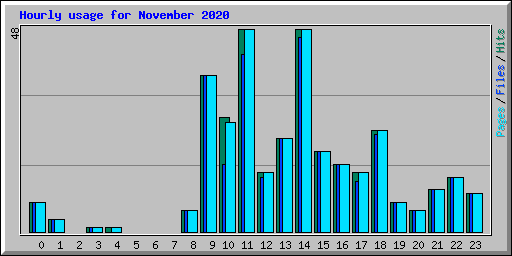 Hourly usage for November 2020
48
Pages / Files / Hits
0 1 2 3 4 5 6 7 8 9 10 11 12 13 14 15 16 17 18 19 20 21 22 23